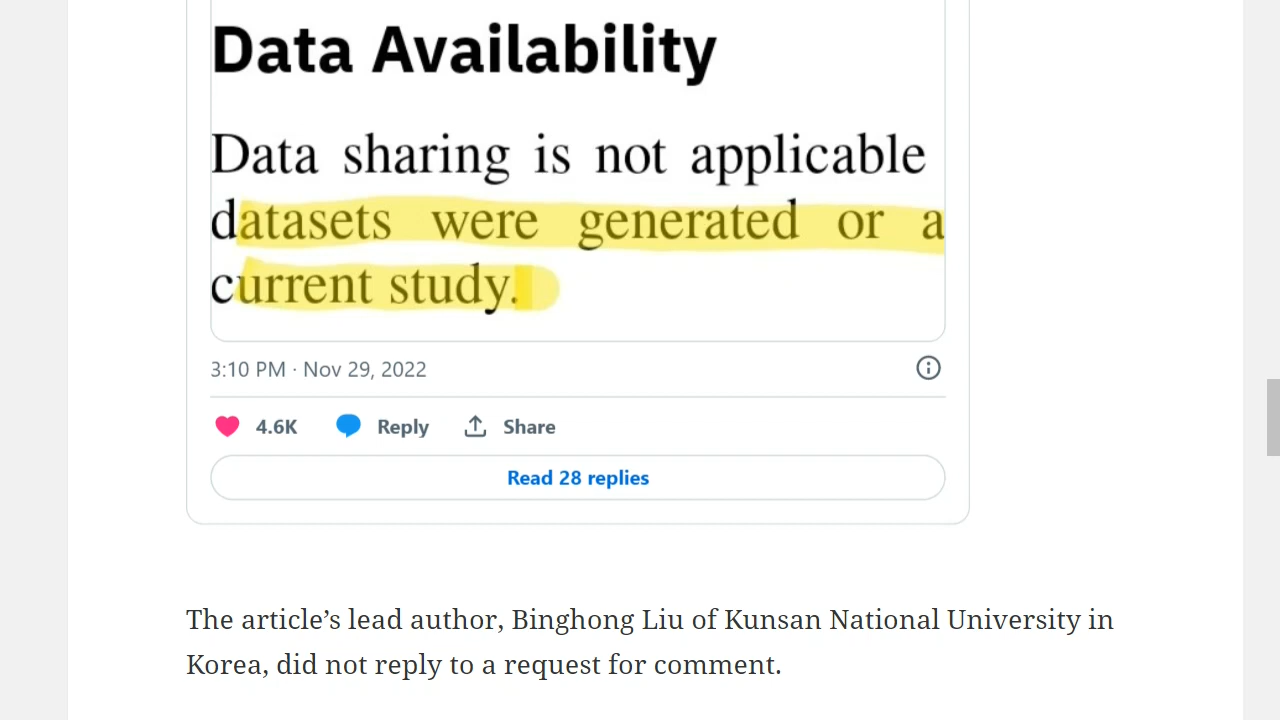 Data Availability
Data sharing is not applicable
datasets were generated or a
current study.
3:10 PM · Nov 29, 2022
4.6K Reply Share
Read 28 replies
The article’s lead author, Binghong Liu of Kunsan National University in
Korea, did not reply to a request for comment.